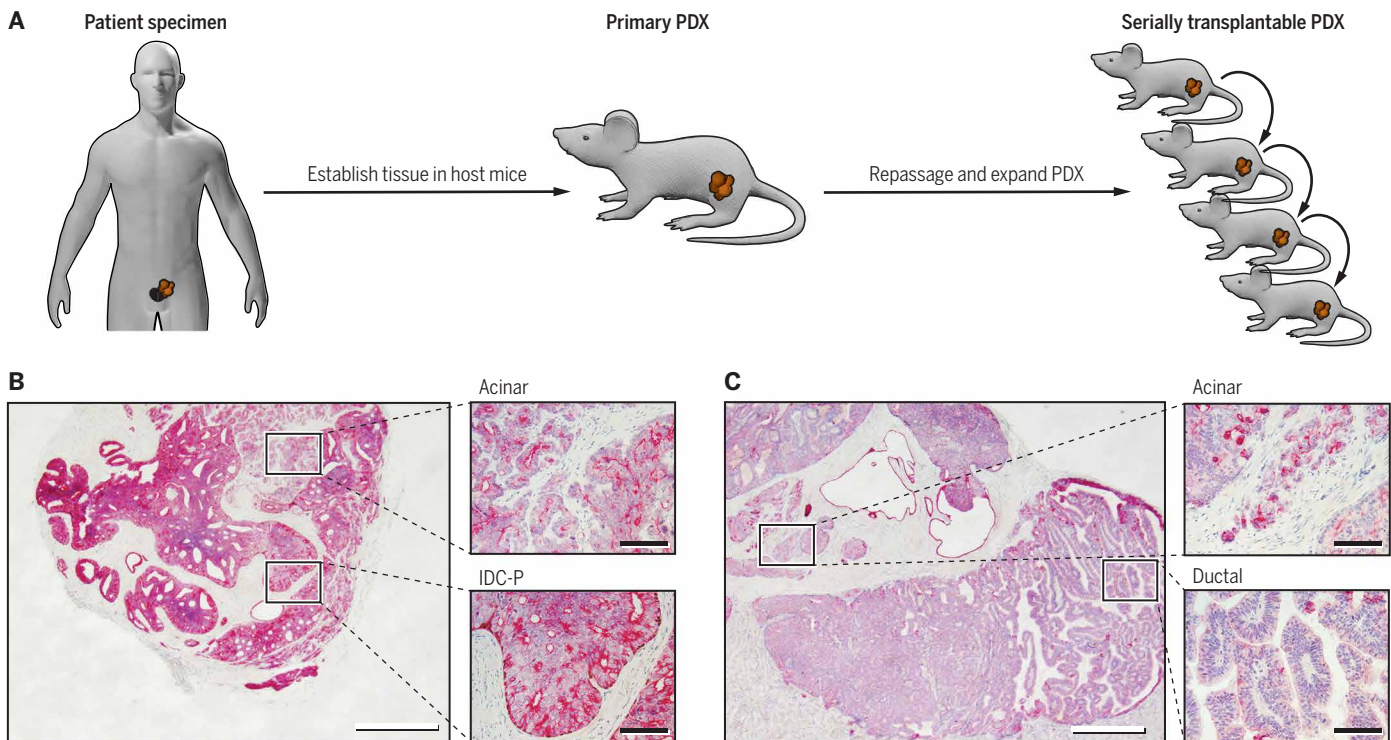 A
Patient specimen
Primary PDX
Serially transplantable PDX
Establish tissue in host mice
Repassage and expand PDX
B
Acinar
IDC-P
C
Acinar
Ductal